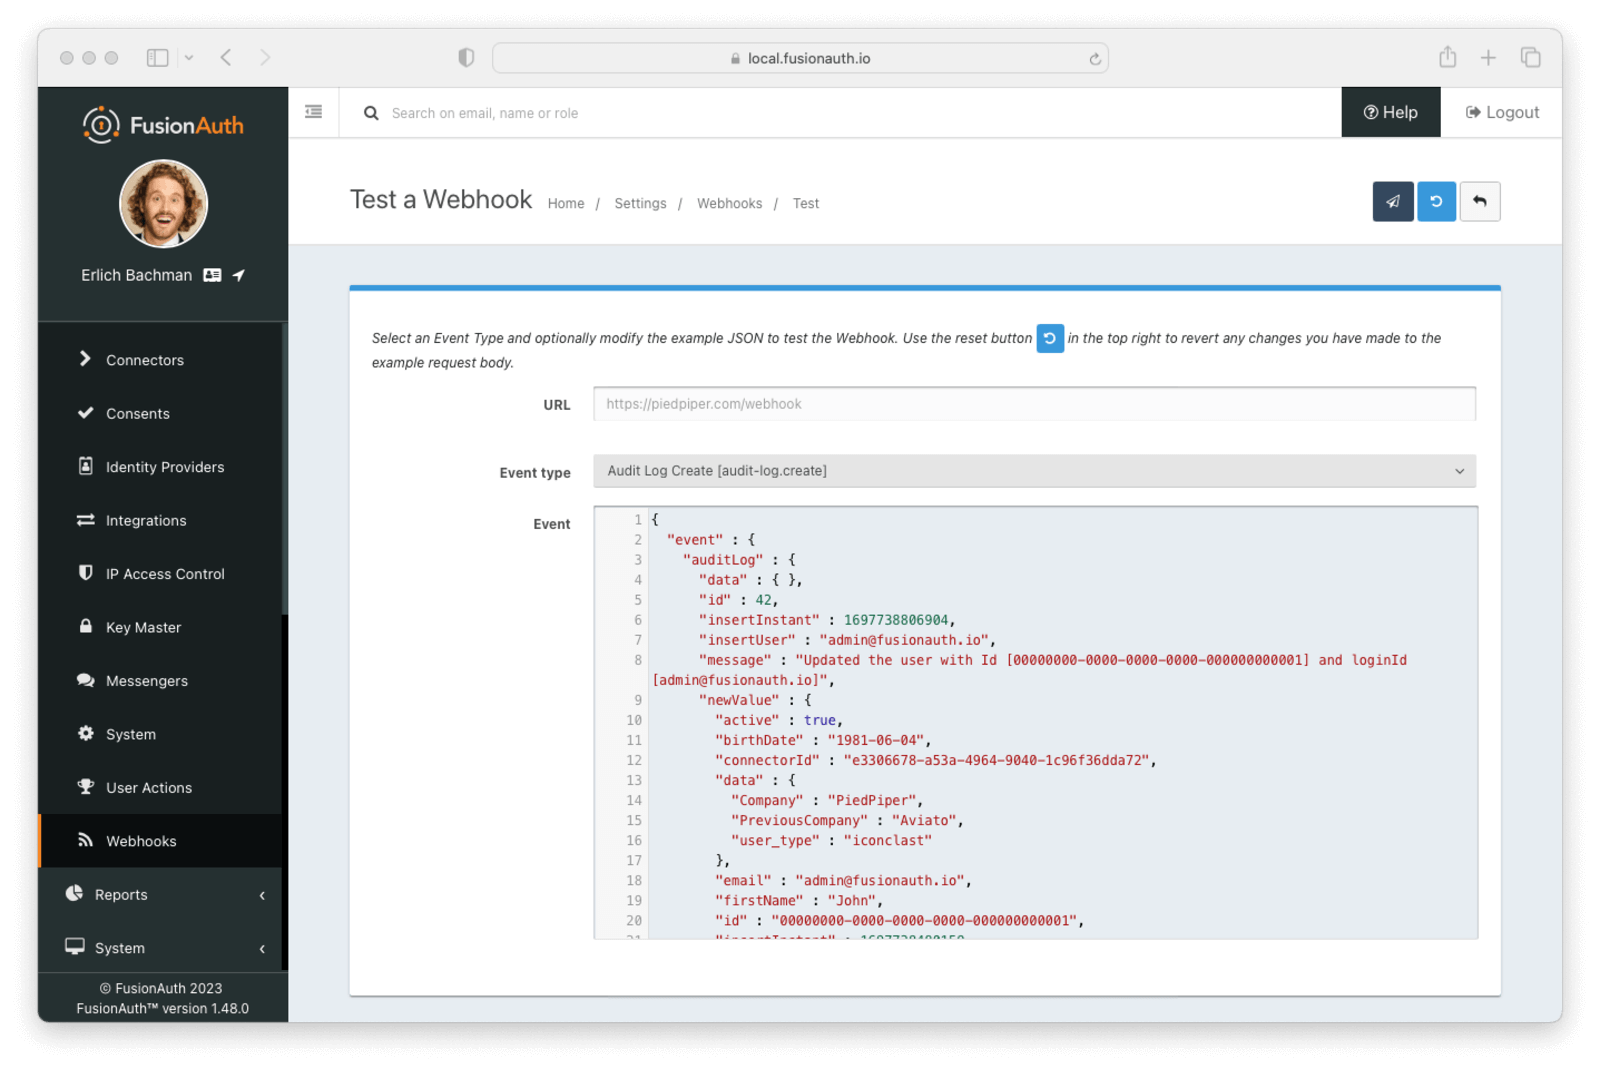 local.fusionauth.io
FusionAuth
Search on email, name or role
Help
Logout
Erlich Bachman
Test a Webhook
Home / Settings / Webhooks / Test
Connectors
Consents
Identity Providers
Integrations
IP Access Control
Key Master
Messengers
System
User Actions
Webhooks
Reports
System
© FusionAuth 2023
FusionAuth™ version 1.48.0
Select an Event Type and optionally modify the example JSON to test the Webhook. Use the reset button in the top right to revert any changes you have made to the
example request body.
URL
https://piedpiper.com/webhook
Event type
Audit Log Create [audit-log.create]
Event
1 {
2 "event" : {
3 "auditLog" : {
4 "data" : { },
5 "id" : 42,
6 "insertInstant" : 1697738806904,
7 "insertUser" : "admin@fusionauth.io",
8 "message" : "Updated the user with Id [00000000-0000-0000-0000-000000000001] and loginId
[admin@fusionauth.io]",
9 "newValue" : {
10 "active" : true,
11 "birthDate" : "1981-06-04",
12 "connectorId" : "e3306678-a53a-4964-9040-1c96f36dda72",
13 "data" : {
14 "Company" : "PiedPiper",
15 "PreviousCompany" : "Aviato",
16 "user_type" : "iconclast"
17 },
18 "email" : "admin@fusionauth.io",
19 "firstName" : "John",
20 "id" : "00000000-0000-0000-0000-000000000001",
21 "insertInstant" :